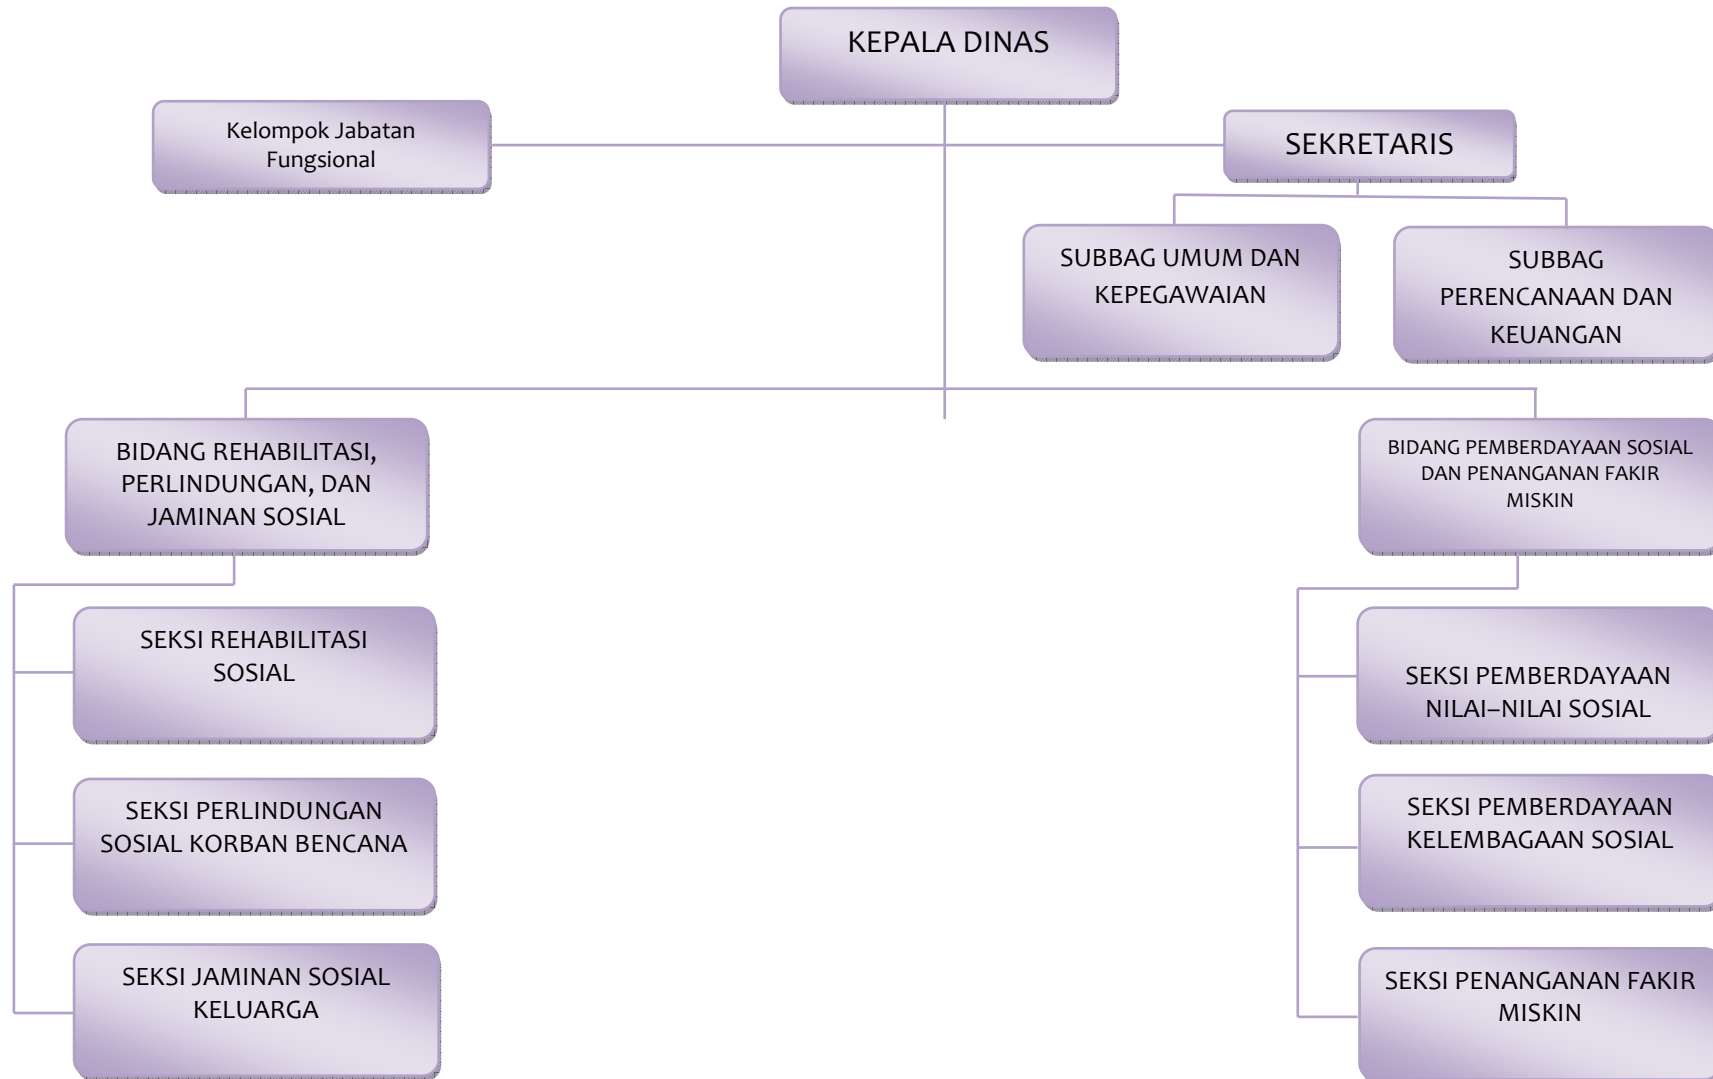 KEPALA DINAS
Kelompok Jabatan
Fungsional
SEKRETARIS
SUBBAG UMUM DAN
KEPEGAWAIAN
SUBBAG
PERENCANAAN DAN
KEUANGAN
BIDANG REHABILITASI,
PERLINDUNGAN, DAN
JAMINAN SOSIAL
BIDANG PEMBERDAYAAN SOSIAL
DAN PENANGANAN FAKIR
MISKIN
SEKSI REHABILITASI
SOSIAL
SEKSI PEMBERDAYAAN
NILAI–NILAI SOSIAL
SEKSI PERLINDUNGAN
SOSIAL KORBAN BENCANA
SEKSI PEMBERDAYAAN
KELEMBAGAAN SOSIAL
SEKSI JAMINAN SOSIAL
KELUARGA
SEKSI PENANGANAN FAKIR
MISKIN